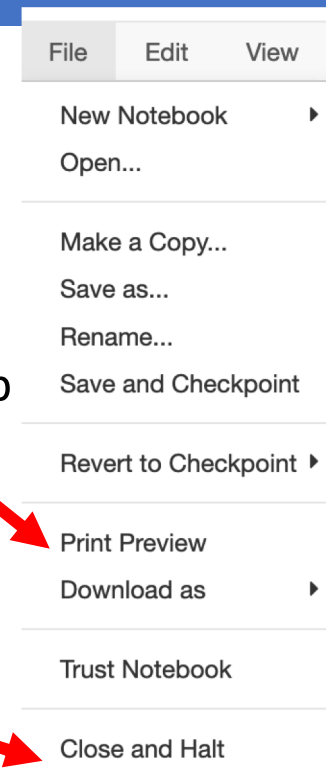 File Edit View
New Notebook
Open...
Make a Copy...
Save as...
Rename...
Save and Checkpoint
Revert to Checkpoint
Print Preview
Download as
Trust Notebook
Close and Halt